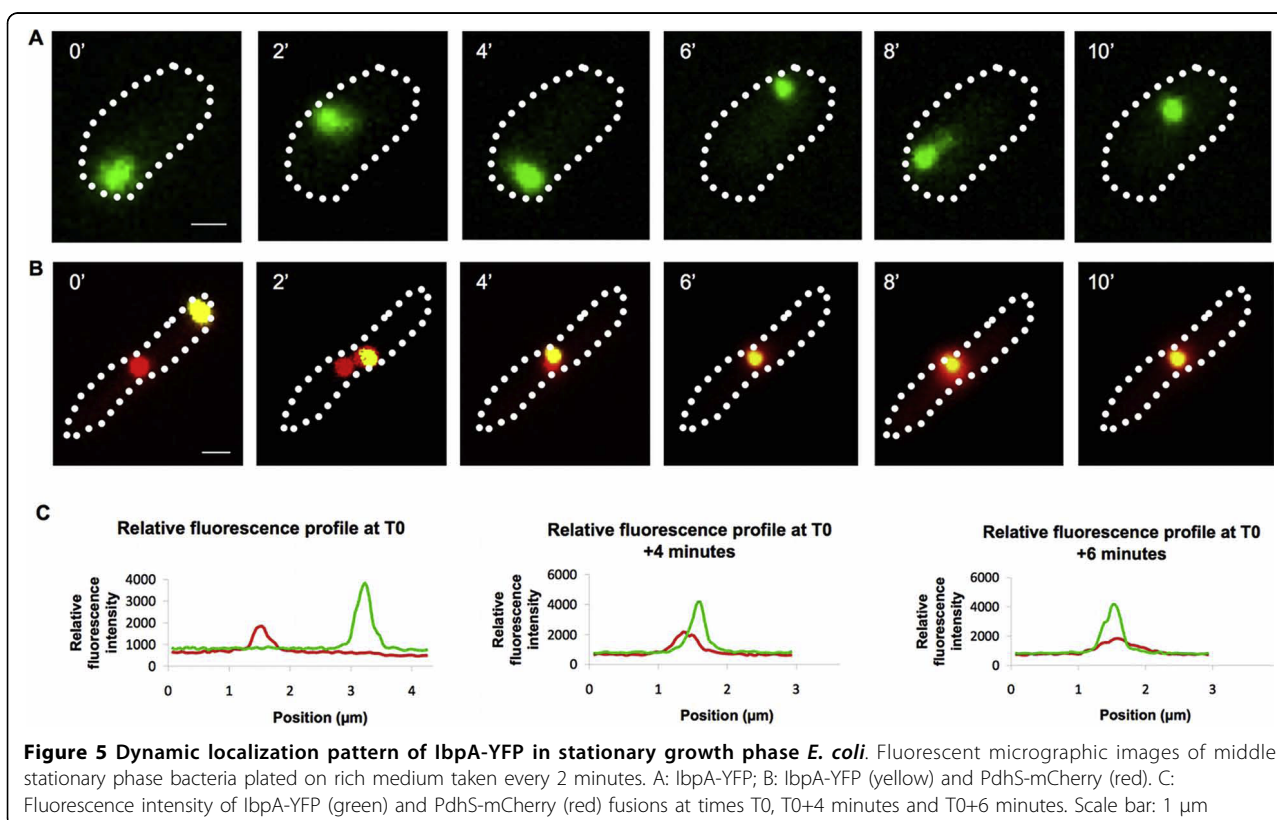 A
0’ 2’ 4’ 6’ 8’ 10’
B
0’ 2’ 4’ 6’ 8’ 10’
C
Relative fluorescence profile at T0
Relative
fluorescence
intensity
4000
3000
2000
1000
0
0 1 2 3 4
Position (µm)
Relative fluorescence profile at T0
+4 minutes
Relative
fluorescence
intensity
6000
4000
2000
0
0 1 2 3
Position (µm)
Relative fluorescence profile at T0
+6 minutes
Relative
fluorescence
intensity
6000
4000
2000
0
0 1 2 3
Position (µm)
Figure 5 Dynamic localization pattern of IbpA-YFP in stationary growth phase E. coli. Fluorescent micrographic images of middle
stationary phase bacteria plated on rich medium taken every 2 minutes. A: IbpA-YFP; B: IbpA-YFP (yellow) and PdhS-mCherry (red). C:
Fluorescence intensity of IbpA-YFP (green) and PdhS-mCherry (red) fusions at times T0, T0+4 minutes and T0+6 minutes. Scale bar: 1 µm